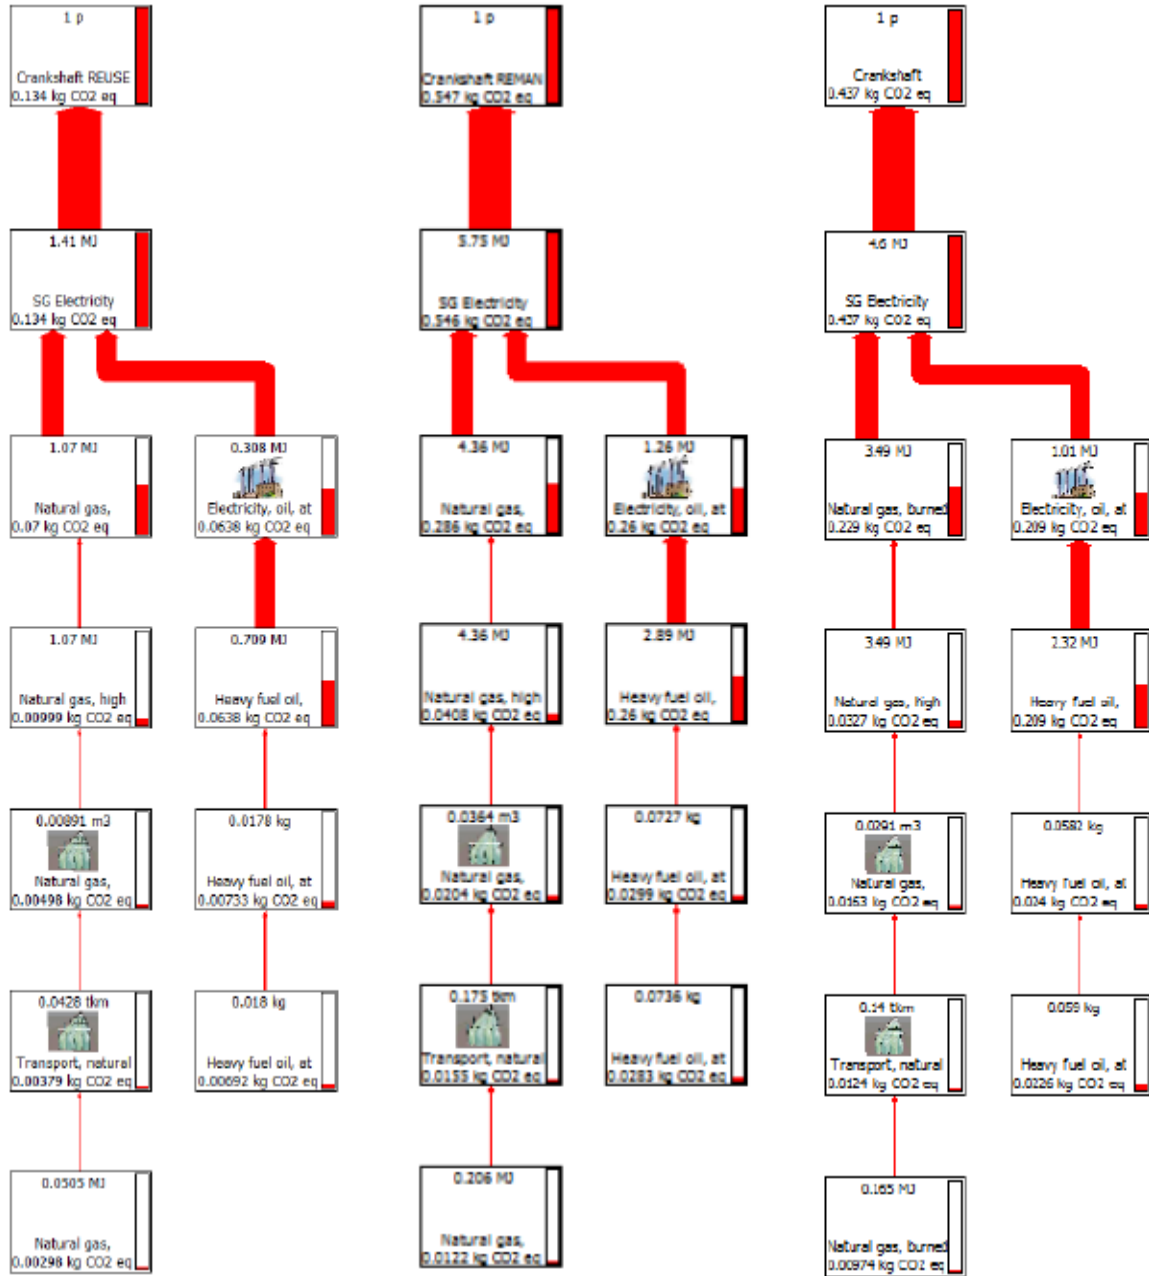 1 p
Crankshaft REUSE
0.134 kg CO2 eq
1.41 MJ
SG Electricity
0.134 kg CO2 eq
1.07 MJ
Natural gas,
0.07 kg CO2 eq
0.308 MJ
Electricity, oil, at
0.0638 kg CO2 eq
1.07 MJ
Natural gas, high
0.00999 kg CO2 eq
0.709 MJ
Heavy fuel oil,
0.0638 kg CO2 eq
0.00891 m3
Natural gas,
0.00498 kg CO2 eq
0.0178 kg
Heavy fuel oil, at
0.00733 kg CO2 eq
0.0428 tkm
Transport, natural
0.00379 kg CO2 eq
0.018 kg
Heavy fuel oil, at
0.00692 kg CO2 eq
0.0505 MJ
Natural gas,
0.00298 kg CO2 eq
1 p
Crankshaft REMAN
0.547 kg CO2 eq
5.75 MJ
SG Electricity
0.546 kg CO2 eq
4.36 MJ
Natural gas,
0.286 kg CO2 eq
1.26 MJ
Electricity, oil, at
0.26 kg CO2 eq
4.36 MJ
Natural gas, high
0.0408 kg CO2 eq
2.89 MJ
Heavy fuel oil,
0.26 kg CO2 eq
0.0364 m3
Natural gas,
0.0204 kg CO2 eq
0.0727 kg
Heavy fuel oil, at
0.0299 kg CO2 eq
0.175 tkm
Transport, natural
0.0155 kg CO2 eq
0.0736 kg
Heavy fuel oil, at
0.0283 kg CO2 eq
0.206 MJ
Natural gas,
0.0122 kg CO2 eq
1 p
Crankshaft
0.437 kg CO2 eq
4.6 MJ
SG Electricity
0.437 kg CO2 eq
3.49 MJ
Natural gas, burned
0.229 kg CO2 eq
1.01 MJ
Electricity, oil, at
0.209 kg CO2 eq
3.49 MJ
Natural gas, high
0.0327 kg CO2 eq
2.32 MJ
Heavy fuel oil,
0.209 kg CO2 eq
0.0291 m3
Natural gas,
0.0163 kg CO2 eq
0.0582 kg
Heavy fuel oil, at
0.024 kg CO2 eq
0.14 tkm
Transport, natural
0.0124 kg CO2 eq
0.059 kg
Heavy fuel oil, at
0.0226 kg CO2 eq
0.165 MJ
Natural gas, burned
0.00974 kg CO2 eq